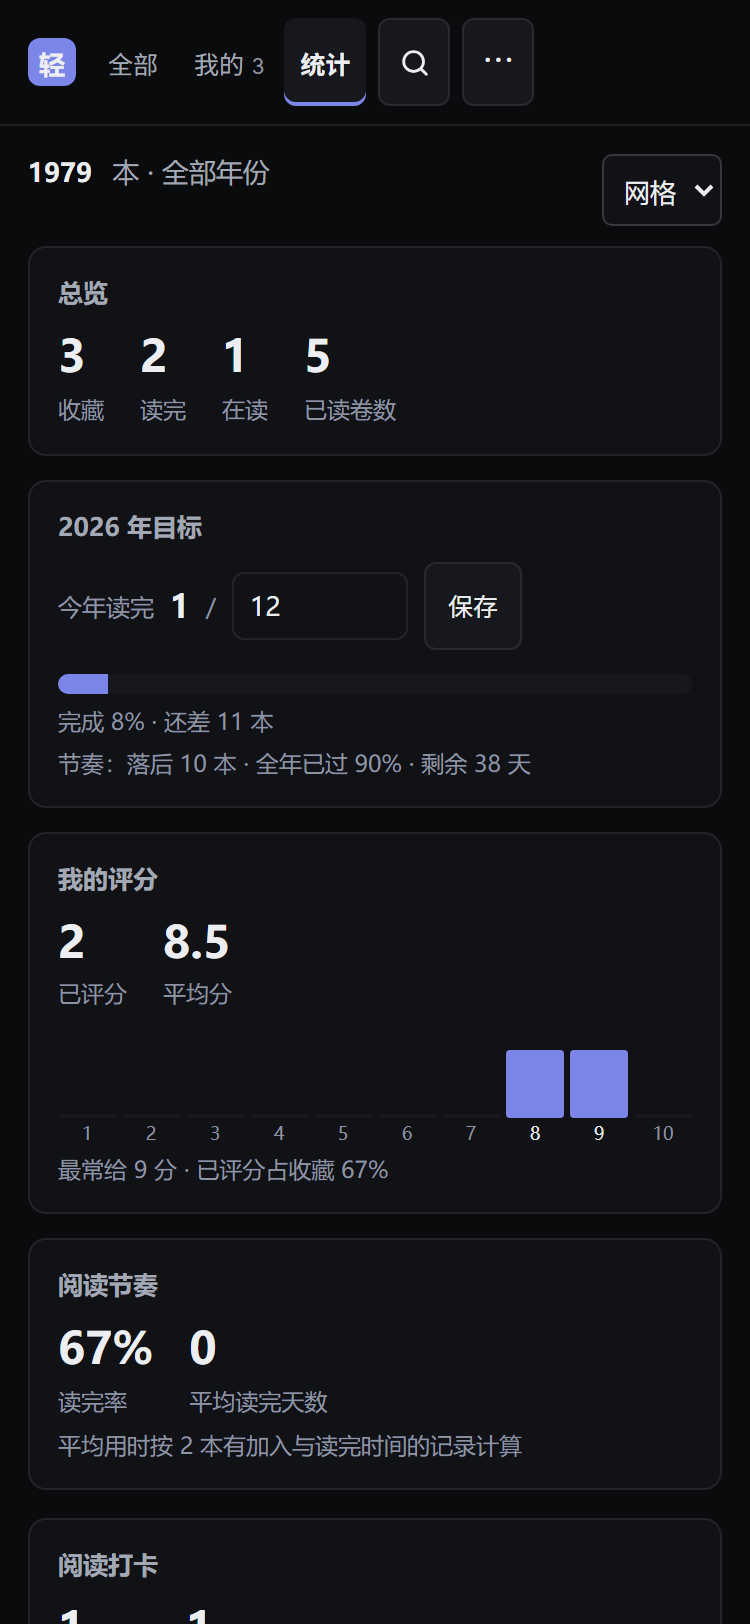 轻 全部 我的 3 统计 ···
1979 本 · 全部年份 网格
总览
3 2 1 5
收藏 读完 在读 已读卷数
2026 年目标
今年读完 1 / 12 保存
完成 8% · 还差 11 本
节奏：落后 10 本 · 全年已过 90% · 剩余 38 天
我的评分
2 8.5
已评分 平均分
1 2 3 4 5 6 7 8 9 10
最常给 9 分 · 已评分占收藏 67%
阅读节奏
67% 0
读完率 平均读完天数
平均用时按 2 本有加入与读完时间的记录计算
阅读打卡
1 1